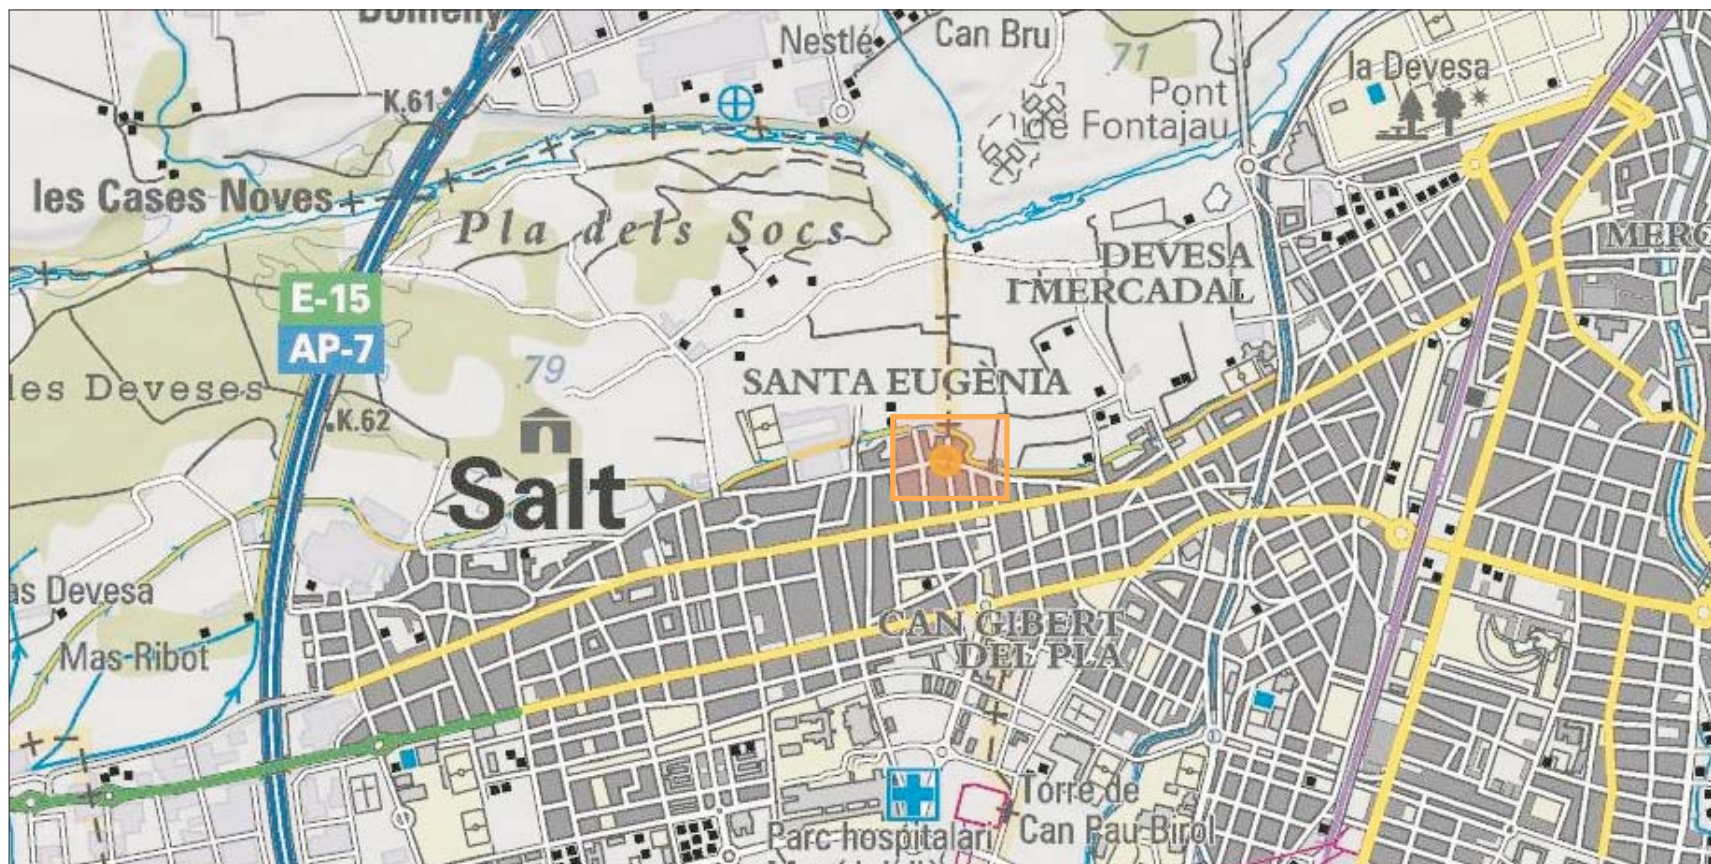 Domeny
Nestlé
Can Bru
71
la Devesa
K.61
Pont
de Fontajau
les Cases Noves
Pla dels Socs
MERC
DEVESA
I MERCADAL
E-15
AP-7
79
SANTA EUGÈNIA
les Deveses
K.62
Salt
as Devesa
CAN GIBERT
DEL PLA
Mas Ribot
Torre de
Can Pau Birol
Parc hospitalari